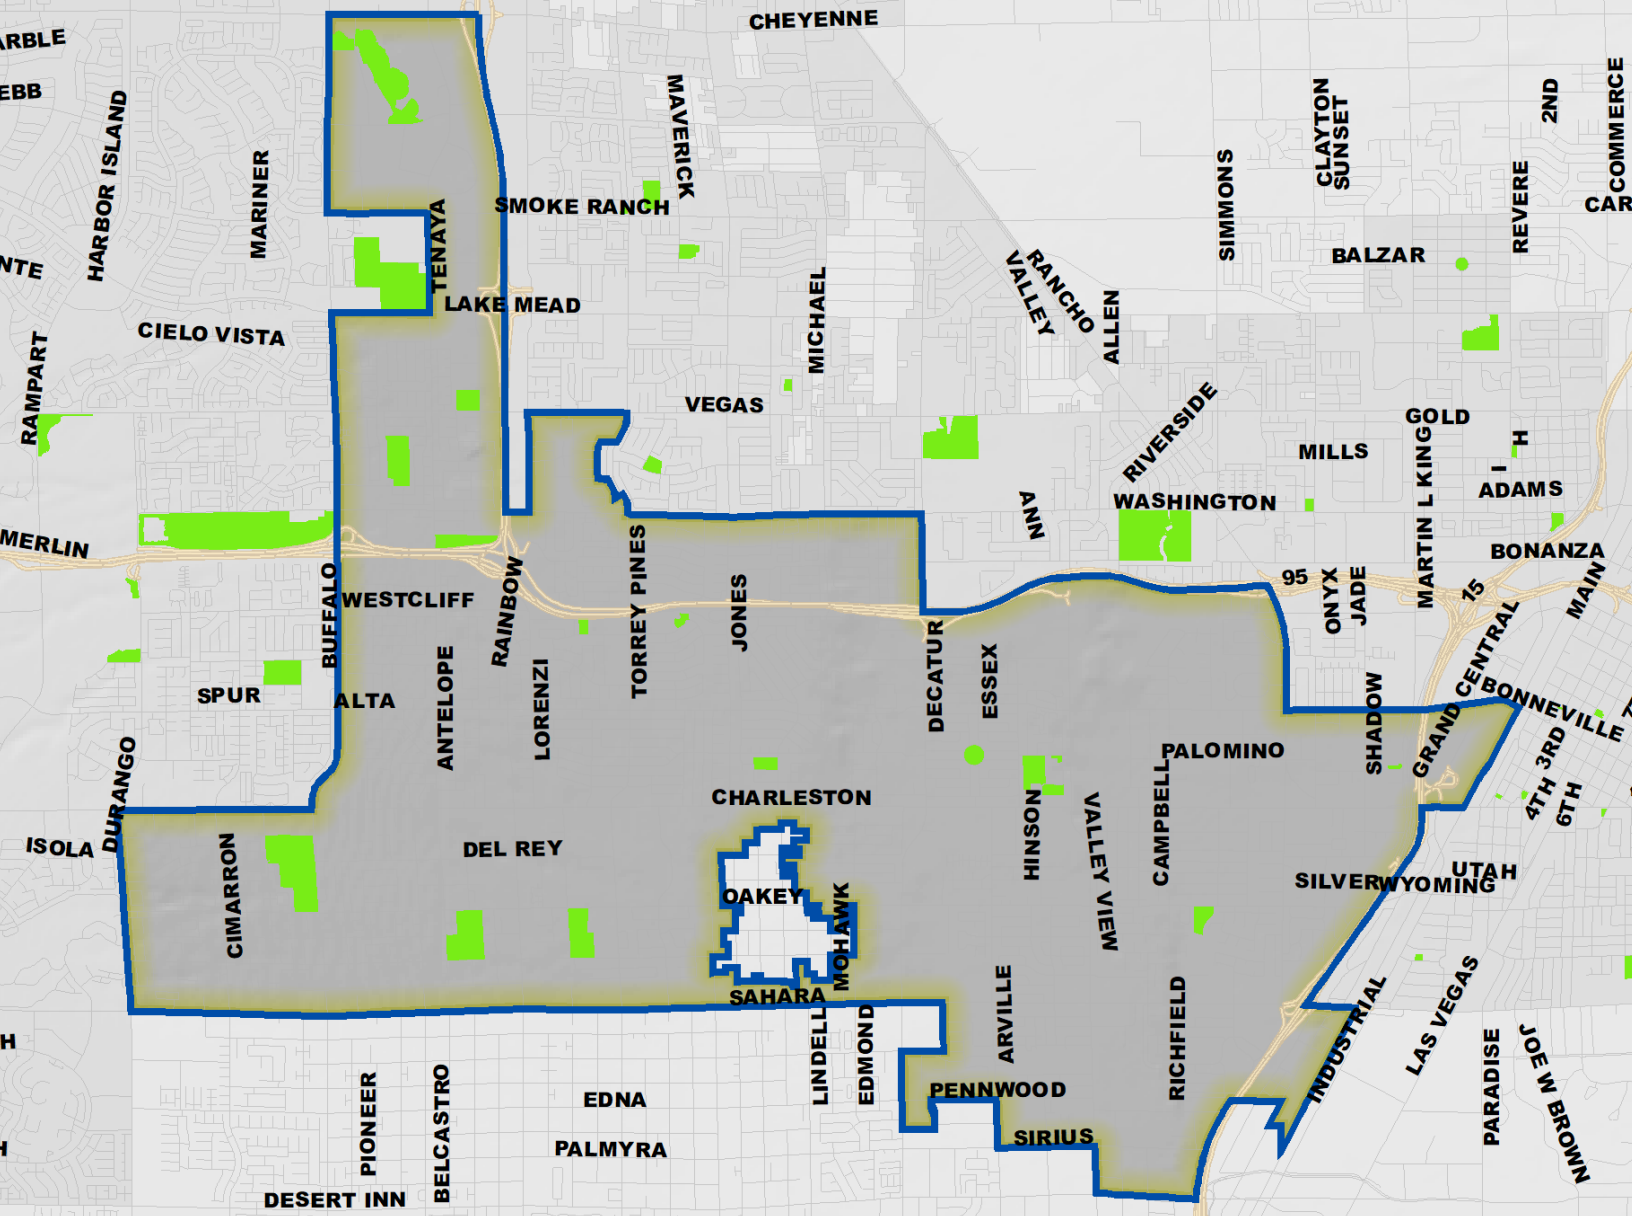 CHEYENNE
ARBLE
EBB
HARBOR ISLAND
MARINER
MAVERICK
SIMMONS
CLAYTON
SUNSET
2ND
COMMERCE
REVERE
CAR
SMOKE RANCH
TENAYA
NTE
BALZAR
RANCHO
VALLEY
ALLEN
LAKE MEAD
MICHAEL
CIELO VISTA
RAMPART
VEGAS
RIVERSIDE
GOLD
MILLS
H
I
ADAMS
MARTIN L KING
WASHINGTON
ANN
MERLIN
BONANZA
95
15
ONYX
JADE
MAIN
BUFFALO
WESTCLIFF
RAINBOW
TORREY PINES
JONES
DECATUR
ESSEX
CENTRAL
ANTELOPE
LORENZI
SPUR
ALTA
SHADOW
GRAND
BONNEVILLE
PALOMINO
3RD
4TH
6TH
DURANGO
CHARLESTON
HINSON
VALLEY VIEW
CAMPBELL
ISOLA
DEL REY
CIMARRON
OAKEY
MOHAWK
SILVER
WYOMING
UTAH
SAHARA
ARVILLE
RICHFIELD
INDUSTRIAL
LAS VEGAS
LINDELL
EDMOND
PARADISE
JOE W BROWN
H
PENNWOOD
EDNA
PIONEER
BELCASTRO
SIRIUS
PALMYRA
H
DESERT INN